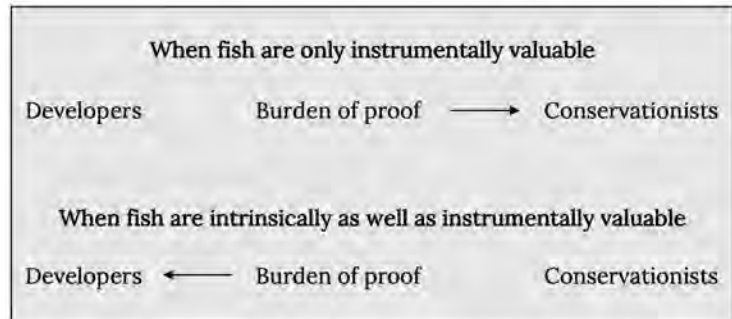 When fish are only instrumentally valuable
Developers Burden of proof Conservationists
When fish are intrinsically as well as instrumentally valuable
Developers Burden of proof Conservationists